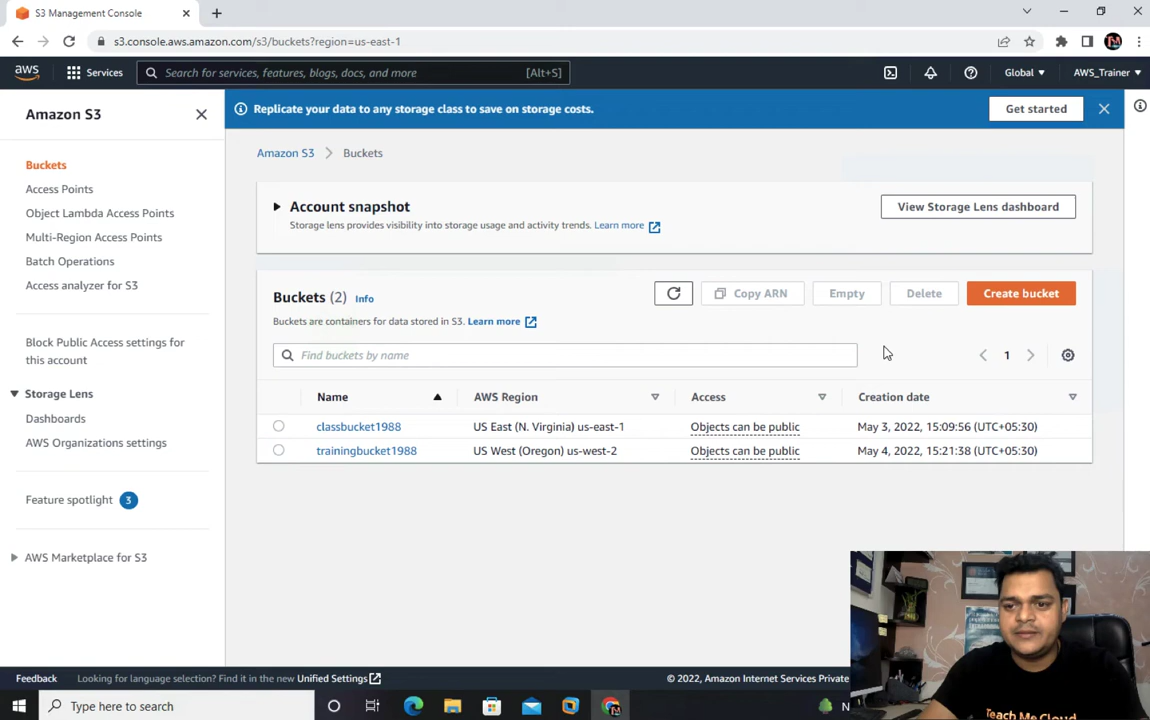 S3 Management Console
s3.console.aws.amazon.com/s3/buckets?region=us-east-1
aws
Services
Search for services, features, blogs, docs, and more
[Alt+S]
Global
AWS_Trainer
Amazon S3
Buckets
Access Points
Object Lambda Access Points
Multi-Region Access Points
Batch Operations
Access analyzer for S3
Block Public Access settings for
this account
Storage Lens
Dashboards
AWS Organizations settings
Feature spotlight 3
AWS Marketplace for S3
Replicate your data to any storage class to save on storage costs.
Get started
Amazon S3
Buckets
Account snapshot
Storage lens provides visibility into storage usage and activity trends. Learn more
View Storage Lens dashboard
Buckets (2) Info
Copy ARN
Empty
Delete
Create bucket
Buckets are containers for data stored in S3. Learn more
Find buckets by name
1
Name AWS Region Access Creation date
classbucket1988 US East (N. Virginia) us-east-1 Objects can be public May 3, 2022, 15:09:56 (UTC+05:30)
trainingbucket1988 US West (Oregon) us-west-2 Objects can be public May 4, 2022, 15:21:38 (UTC+05:30)
Teach Me Cloud
Feedback
Looking for language selection? Find it in the new Unified Settings
© 2022, Amazon Internet Services Private
Type here to search